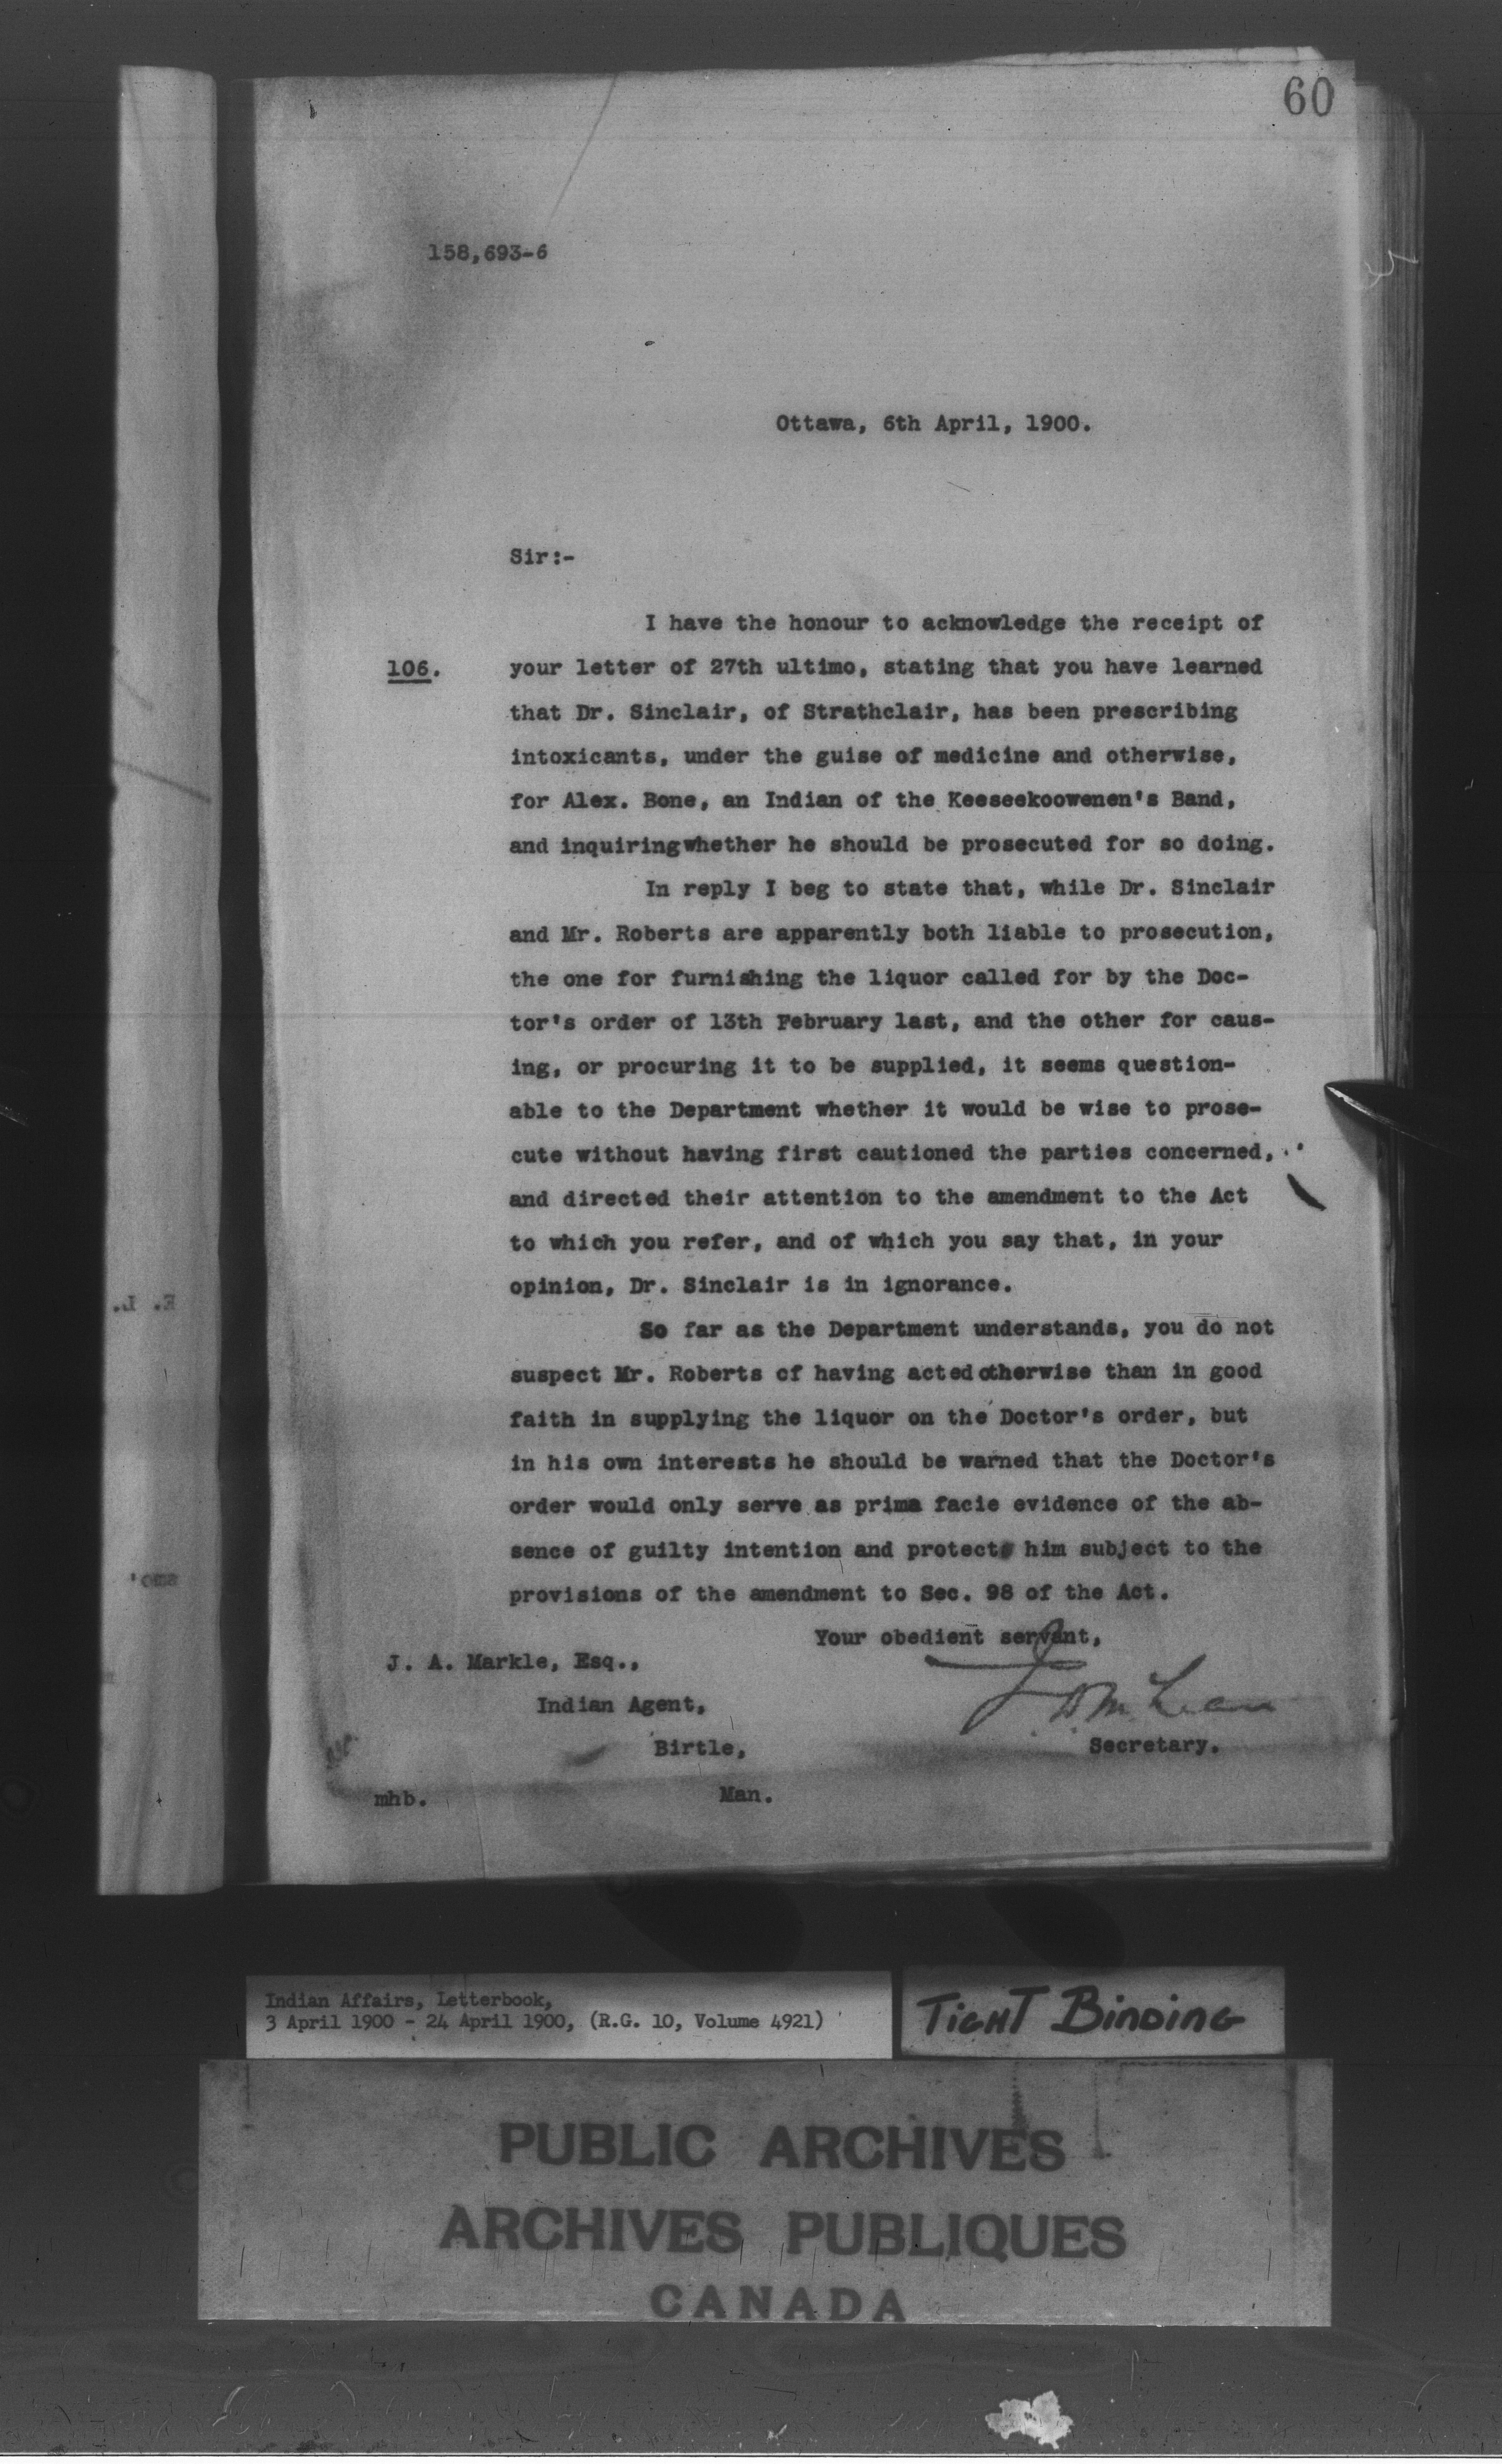 60
158,693-6
Ottawa, 6th April, 1900.
Sir:-
I have the honour to acknowledge the receipt of
106. your letter of 27th ultimo, stating that you have learned
that Dr. Sinclair, of Strathclair, has been prescribing
intoxicants, under the guise of medicine and otherwise,
for Alex. Bone, an Indian of the Keeseekoowenen's Band,
and inquiring whether he should be prosecuted for so doing.
In reply I beg to state that, while Dr. Sinclair
and Mr. Roberts are apparently both liable to prosecution,
the one for furnishing the liquor called for by the Doc-
tor's order of 13th February last, and the other for caus-
ing, or procuring it to be supplied, it seems question-
able to the Department whether it would be wise to prose-
cute without having first cautioned the parties concerned,
and directed their attention to the amendment to the Act
to which you refer, and of which you say that, in your
opinion, Dr. Sinclair is in ignorance.
So far as the Department understands, you do not
suspect Mr. Roberts of having acted otherwise than in good
faith in supplying the liquor on the Doctor's order, but
in his own interests he should be warned that the Doctor's
order would only serve as prima facie evidence of the ab-
sence of guilty intention and protect him subject to the
provisions of the amendment to Sec. 98 of the Act.
Your obedient servant,
J. A. Markle, Esq.,
J. D. McLean
Indian Agent,
Birtle,
Secretary.
mhb.
Man.
E. L.
Indian Affairs, Letterbook,
3 April 1900 - 24 April 1900, (R.G. 10, Volume 4921)
TIGHT BINDING
PUBLIC ARCHIVES
ARCHIVES PUBLIQUES
CANADA